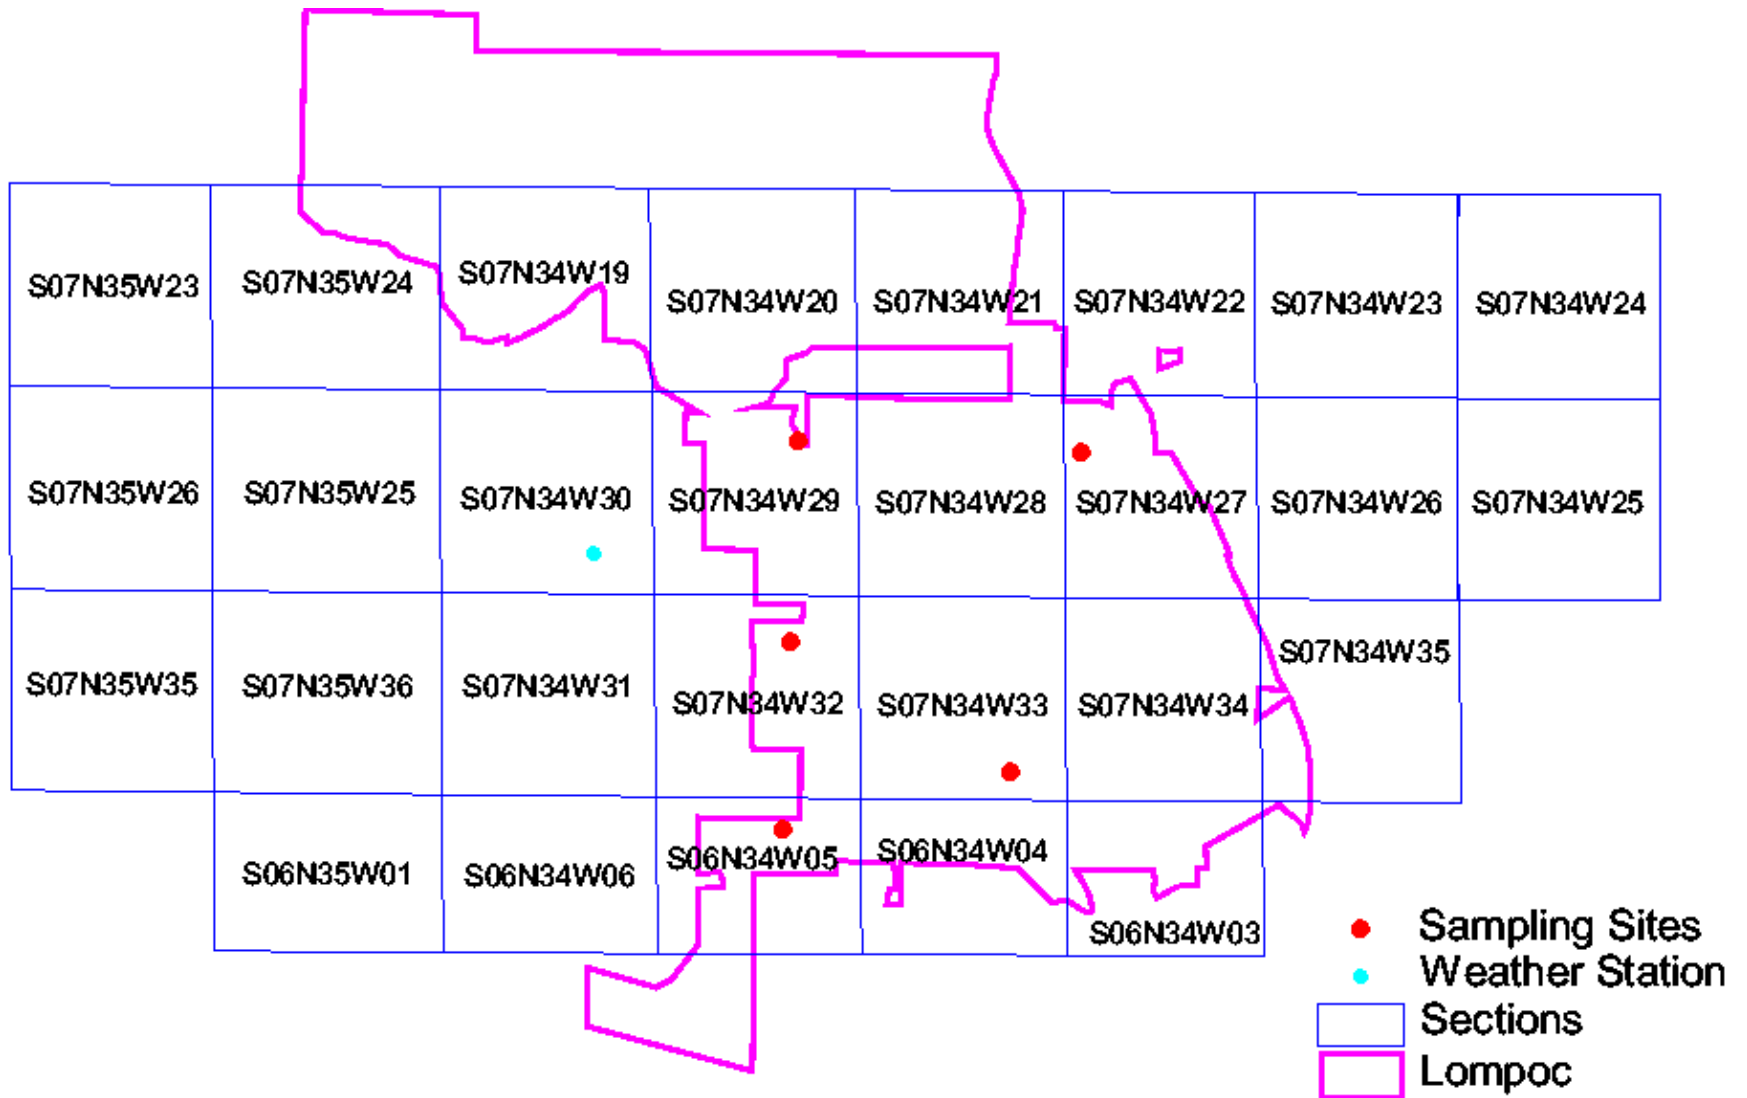 S07N35W23 S07N35W24 S07N34W19 S07N34W20 S07N34W21 S07N34W22 S07N34W23 S07N34W24
S07N35W26 S07N35W25 S07N34W30 S07N34W29 S07N34W28 S07N34W27 S07N34W26 S07N34W25
S07N35W35 S07N35W36 S07N34W31 S07N34W32 S07N34W33 S07N34W34 S07N34W35
S06N35W01 S06N34W06 S06N34W05 S06N34W04 S06N34W03
Sampling Sites
Weather Station
Sections
Lompoc